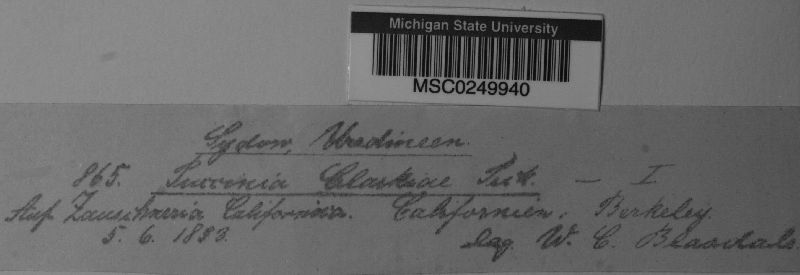 Michigan State University
MSC0249940
Sydow, Uredineen.
865. Puccinia Clarkiae Pck. — I
Auf Zauschneria Californica. Californien, Berkeley.
5. 6. 1893. leg. W. C. Blasdale.